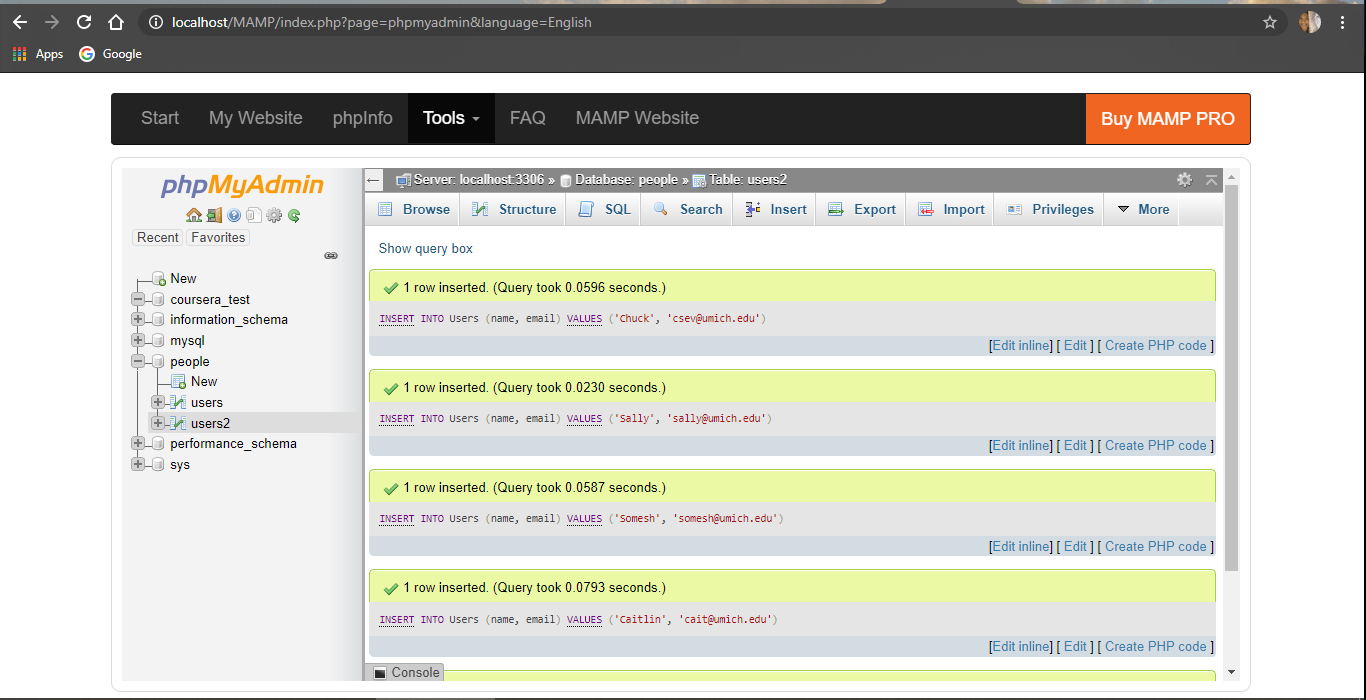 localhost/MAMP/index.php?page=phpmyadmin&language=English
Apps Google
Start My Website phpInfo Tools FAQ MAMP Website Buy MAMP PRO
phpMyAdmin
Recent Favorites
New
coursera_test
information_schema
mysql
people
New
users
users2
performance_schema
sys
Server: localhost:3306 » Database: people » Table: users2
Browse Structure SQL Search Insert Export Import Privileges More
Show query box
1 row inserted. (Query took 0.0596 seconds.)
INSERT INTO Users (name, email) VALUES ('Chuck', 'csev@umich.edu')
[Edit inline] [ Edit ] [ Create PHP code ]
1 row inserted. (Query took 0.0230 seconds.)
INSERT INTO Users (name, email) VALUES ('Sally', 'sally@umich.edu')
[Edit inline] [ Edit ] [ Create PHP code ]
1 row inserted. (Query took 0.0587 seconds.)
INSERT INTO Users (name, email) VALUES ('Somesh', 'somesh@umich.edu')
[Edit inline] [ Edit ] [ Create PHP code ]
1 row inserted. (Query took 0.0793 seconds.)
INSERT INTO Users (name, email) VALUES ('Caitlin', 'cait@umich.edu')
[Edit inline] [ Edit ] [ Create PHP code ]
Console